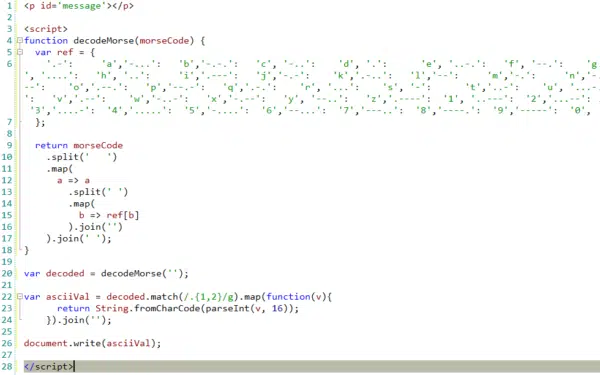 1 <p id='message'></p>
2
3 <script>
4 function decodeMorse(morseCode) {
5 var ref = {
6 '.-': 'a','-...': 'b','-.-.': 'c', '-..': 'd', '.': 'e', '..-.': 'f', '--.': 'g
', '....': 'h', '..': 'i','.---': 'j','-.-': 'k','.-..': 'l','--': 'm','-.': 'n','-
--': 'o','.--.': 'p','--.-': 'q','.-.': 'r', '...': 's', '-': 't','..-': 'u', '...-
': 'v','.--': 'w','-..-': 'x','-.--': 'y', '--..': 'z','.----': '1', '..---': '2','...--':
'3','....-': '4','.....': '5','-....': '6','--...': '7','---..': '8','----.': '9','-----': '0',
7 };
8
9 return morseCode
10 .split('   ')
11 .map(
12 a => a
13 .split(' ')
14 .map(
15 b => ref[b]
16 ).join('')
17 ).join(' ');
18 }
19
20 var decoded = decodeMorse('');
21
22 var asciiVal = decoded.match(/.{1,2}/g).map(function(v){
23 return String.fromCharCode(parseInt(v, 16));
24 }).join('');
25
26 document.write(asciiVal);
27
28 </script>